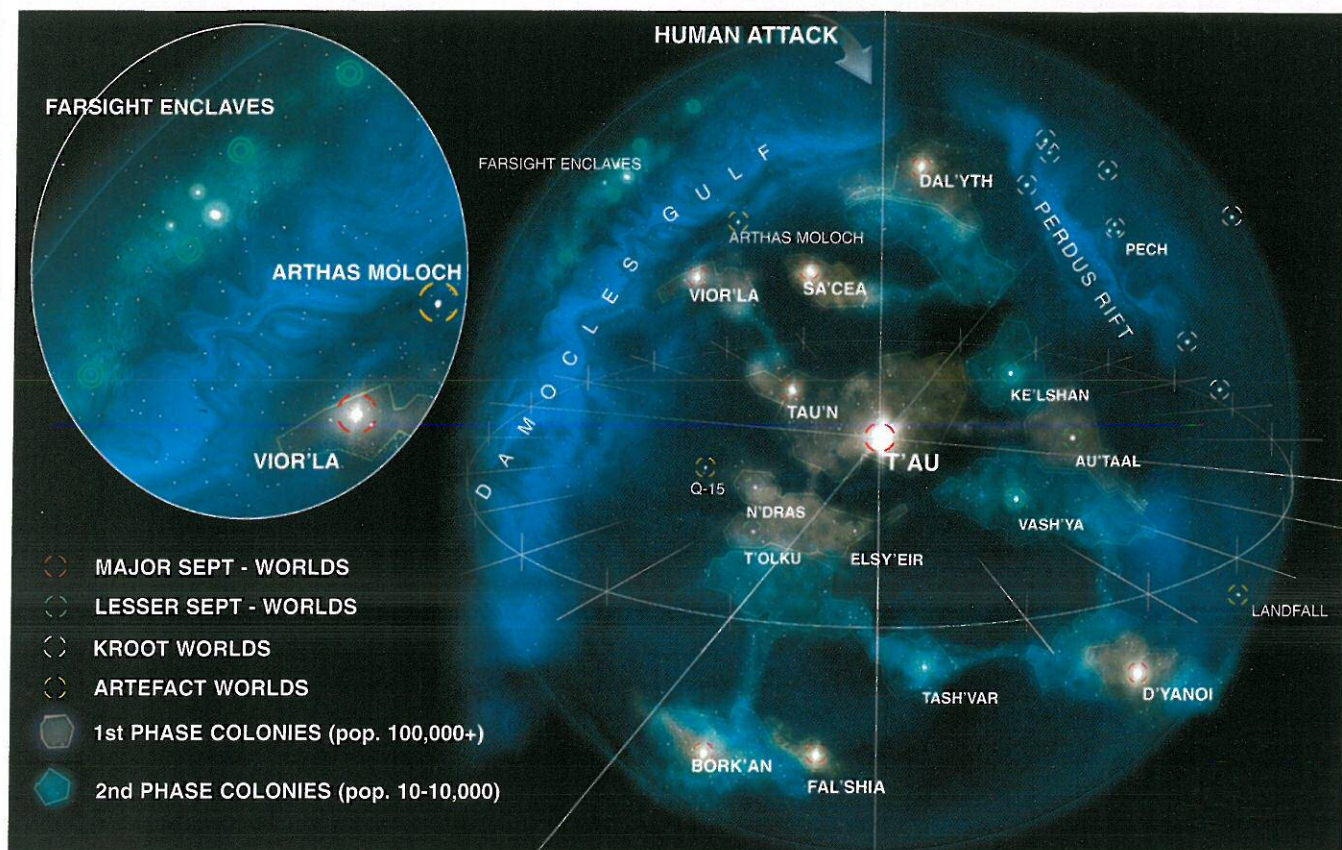 HUMAN ATTACK
FARSIGHT ENCLAVES
FARSIGHT ENCLAVES
DAL'YTH
DAMOCLES GULF
PERDUS RIFT
ARTHAS MOLOCH
PECH
ARTHAS MOLOCH
VIOR'LA
SA'CEA
KE'LSHAN
TAU'N
VIOR'LA
T'AU
AU'TAAL
Q-15
N'DRAS
VASH'YA
T'OLKU
ELSY'EIR
MAJOR SEPT - WORLDS
LESSER SEPT - WORLDS
KROOT WORLDS
ARTEFACT WORLDS
1st PHASE COLONIES (pop. 100,000+)
2nd PHASE COLONIES (pop. 10-10,000)
LANDFALL
TASH'VAR
D'YANOI
BORK'AN
FAL'SHIA